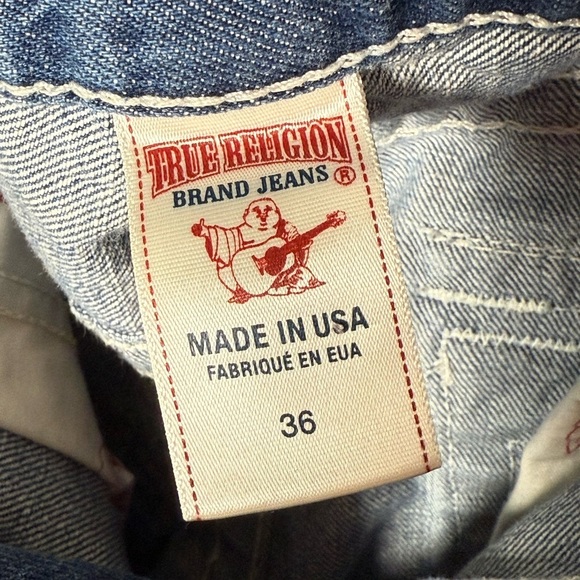 TRUE RELIGION
BRAND JEANS ®
MADE IN USA
FABRIQUÉ EN EUA
36